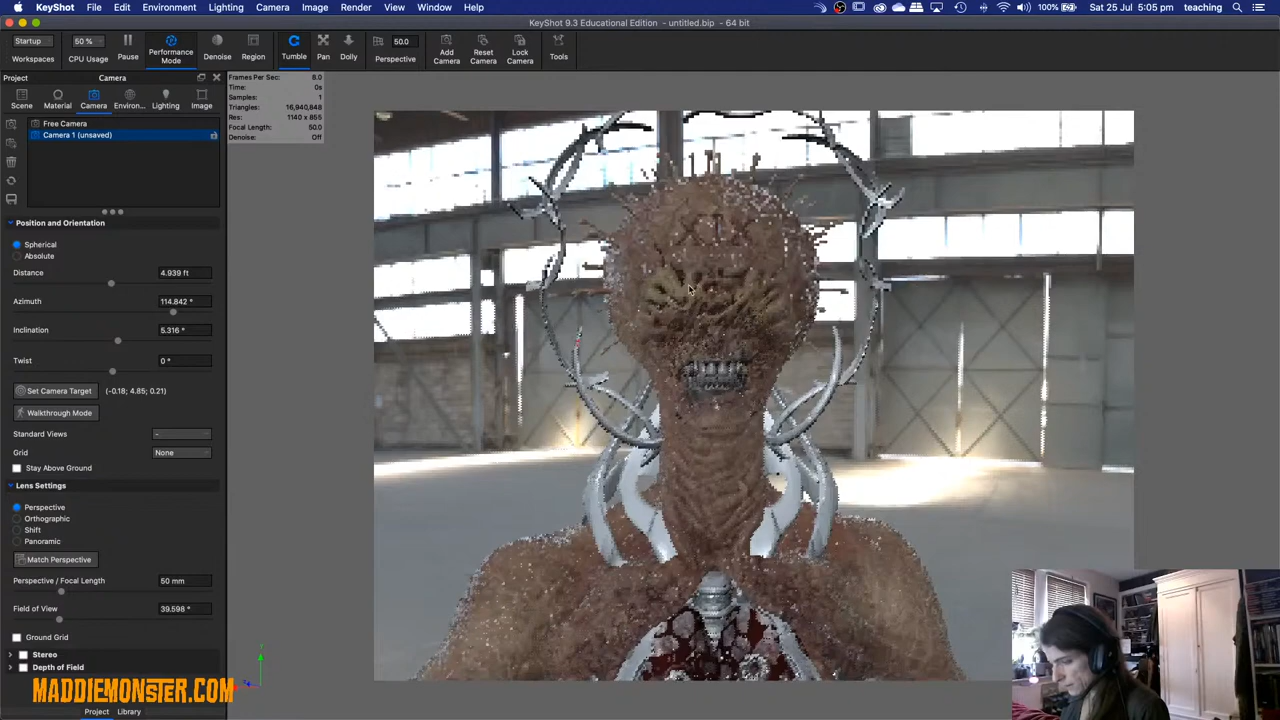 KeyShot File Edit Environment Lighting Camera Image Render View Window Help 100% Sat 25 Jul 5:05 pm teaching
KeyShot 9.3 Educational Edition - untitled.bip - 64 bit
Startup 50 % 50.0
Workspaces CPU Usage Pause Performance Mode Denoise Region Tumble Pan Dolly Perspective Add Camera Reset Camera Lock Camera Tools
Project Camera
Scene Material Camera Environ... Lighting Image
Free Camera
Camera 1 (unsaved)
Position and Orientation
Spherical
Absolute
Distance 4.939 ft
Azimuth 114.842 °
Inclination 5.316 °
Twist 0 °
Set Camera Target (-0.18; 4.85; 0.21)
Walkthrough Mode
Standard Views -
Grid None
Stay Above Ground
Lens Settings
Perspective
Orthographic
Shift
Panoramic
Match Perspective
Perspective / Focal Length 50 mm
Field of View 39.598 °
Ground Grid
Stereo
Depth of Field
Project Library
Frames Per Sec: 8.0
Time: 0s
Samples: 1
Triangles: 16,940,848
Res: 1140 x 855
Focal Length: 50.0
Denoise: Off
MADDIEMONSTER.COM